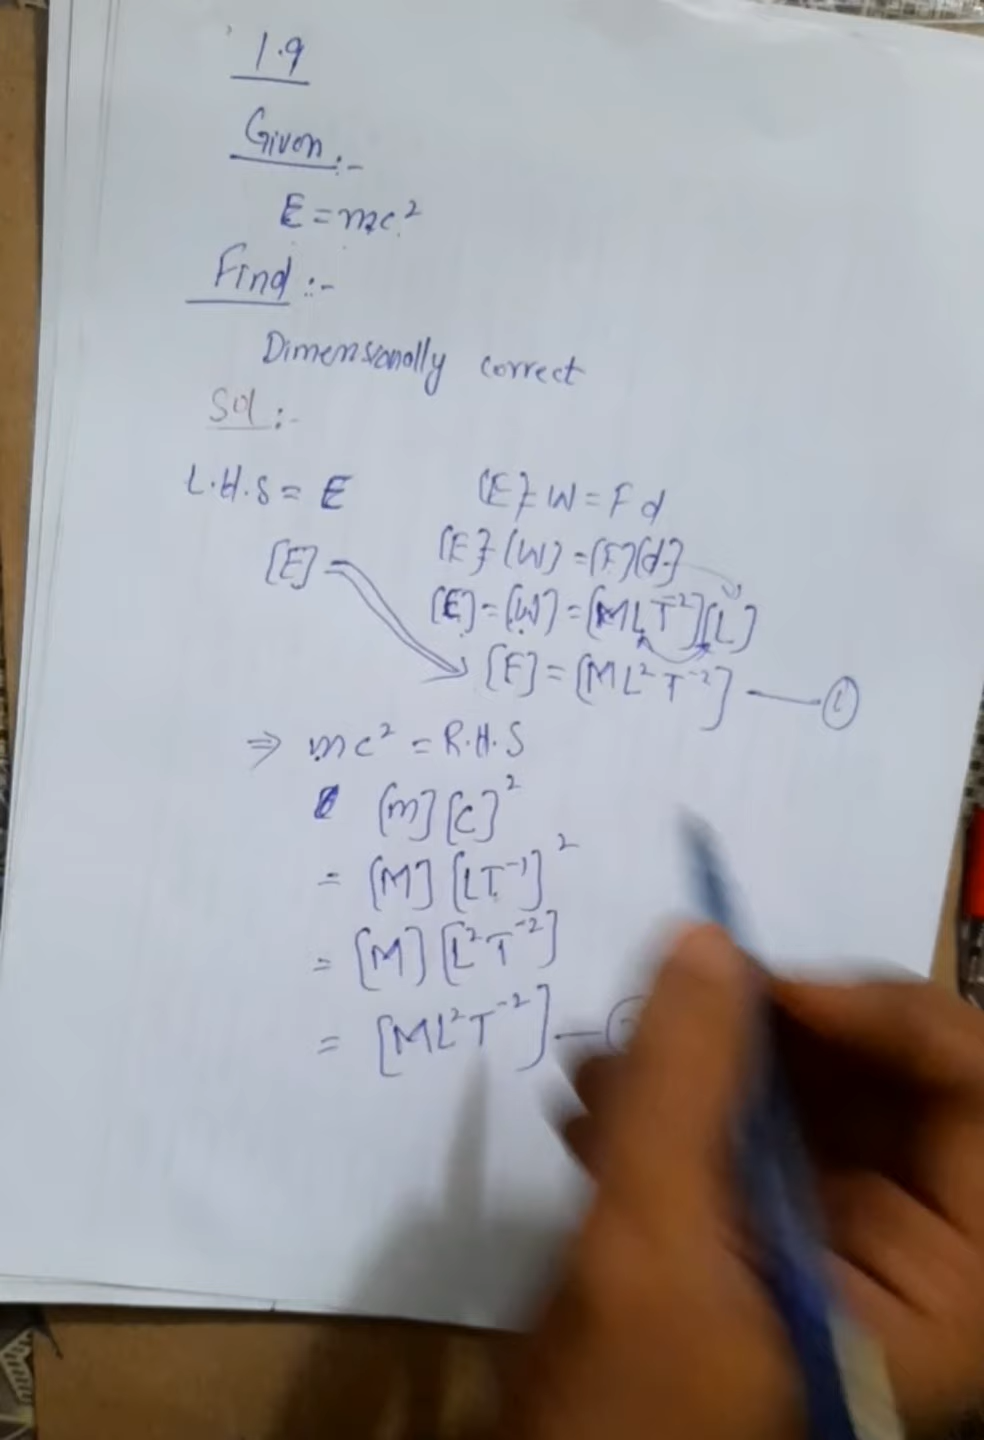 1.9
Given :-
E = mc²
Find :-
Dimensionally correct
Sol :-
L.H.S = E
[E] =
[E] = W = F d
[E] = [W] = [F][d]
[E] = [W] = [MLT⁻²][L]
[E] = [ML²T⁻²] — ①
⇒ mc² = R.H.S
[m][c]²
= [M] [LT⁻¹]²
= [M] [L²T⁻²]
= [ML²T⁻²] —